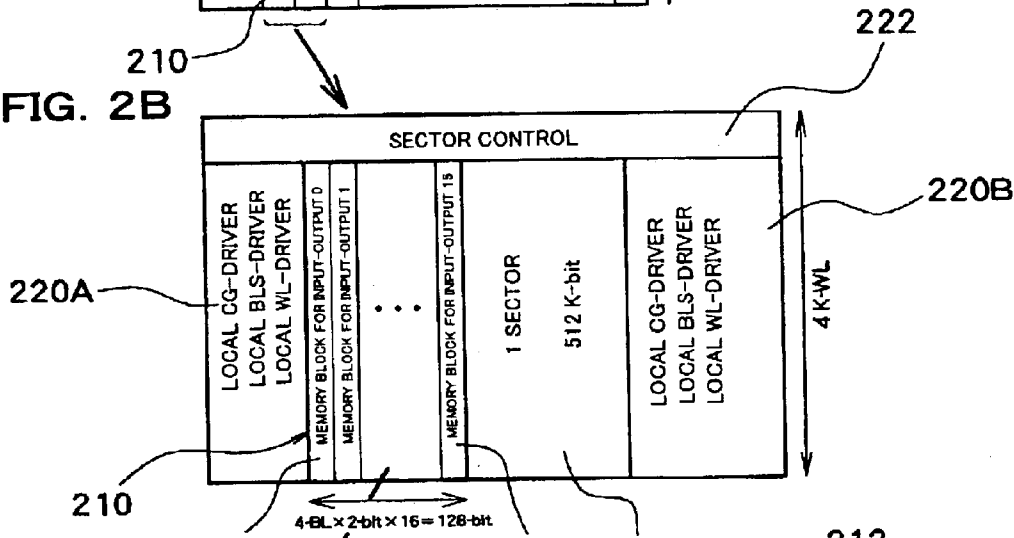 222
210
FIG. 2B
SECTOR CONTROL
220B
220A
LOCAL CG-DRIVER
LOCAL BLS-DRIVER
LOCAL WL-DRIVER
MEMORY BLOCK FOR INPUT-OUTPUT 0
MEMORY BLOCK FOR INPUT-OUTPUT 1
• • •
MEMORY BLOCK FOR INPUT-OUTPUT 15
1 SECTOR
512 K-bit
LOCAL CG-DRIVER
LOCAL BLS-DRIVER
LOCAL WL-DRIVER
4 K-WL
210
4-BL×2-bit×16=128-bit